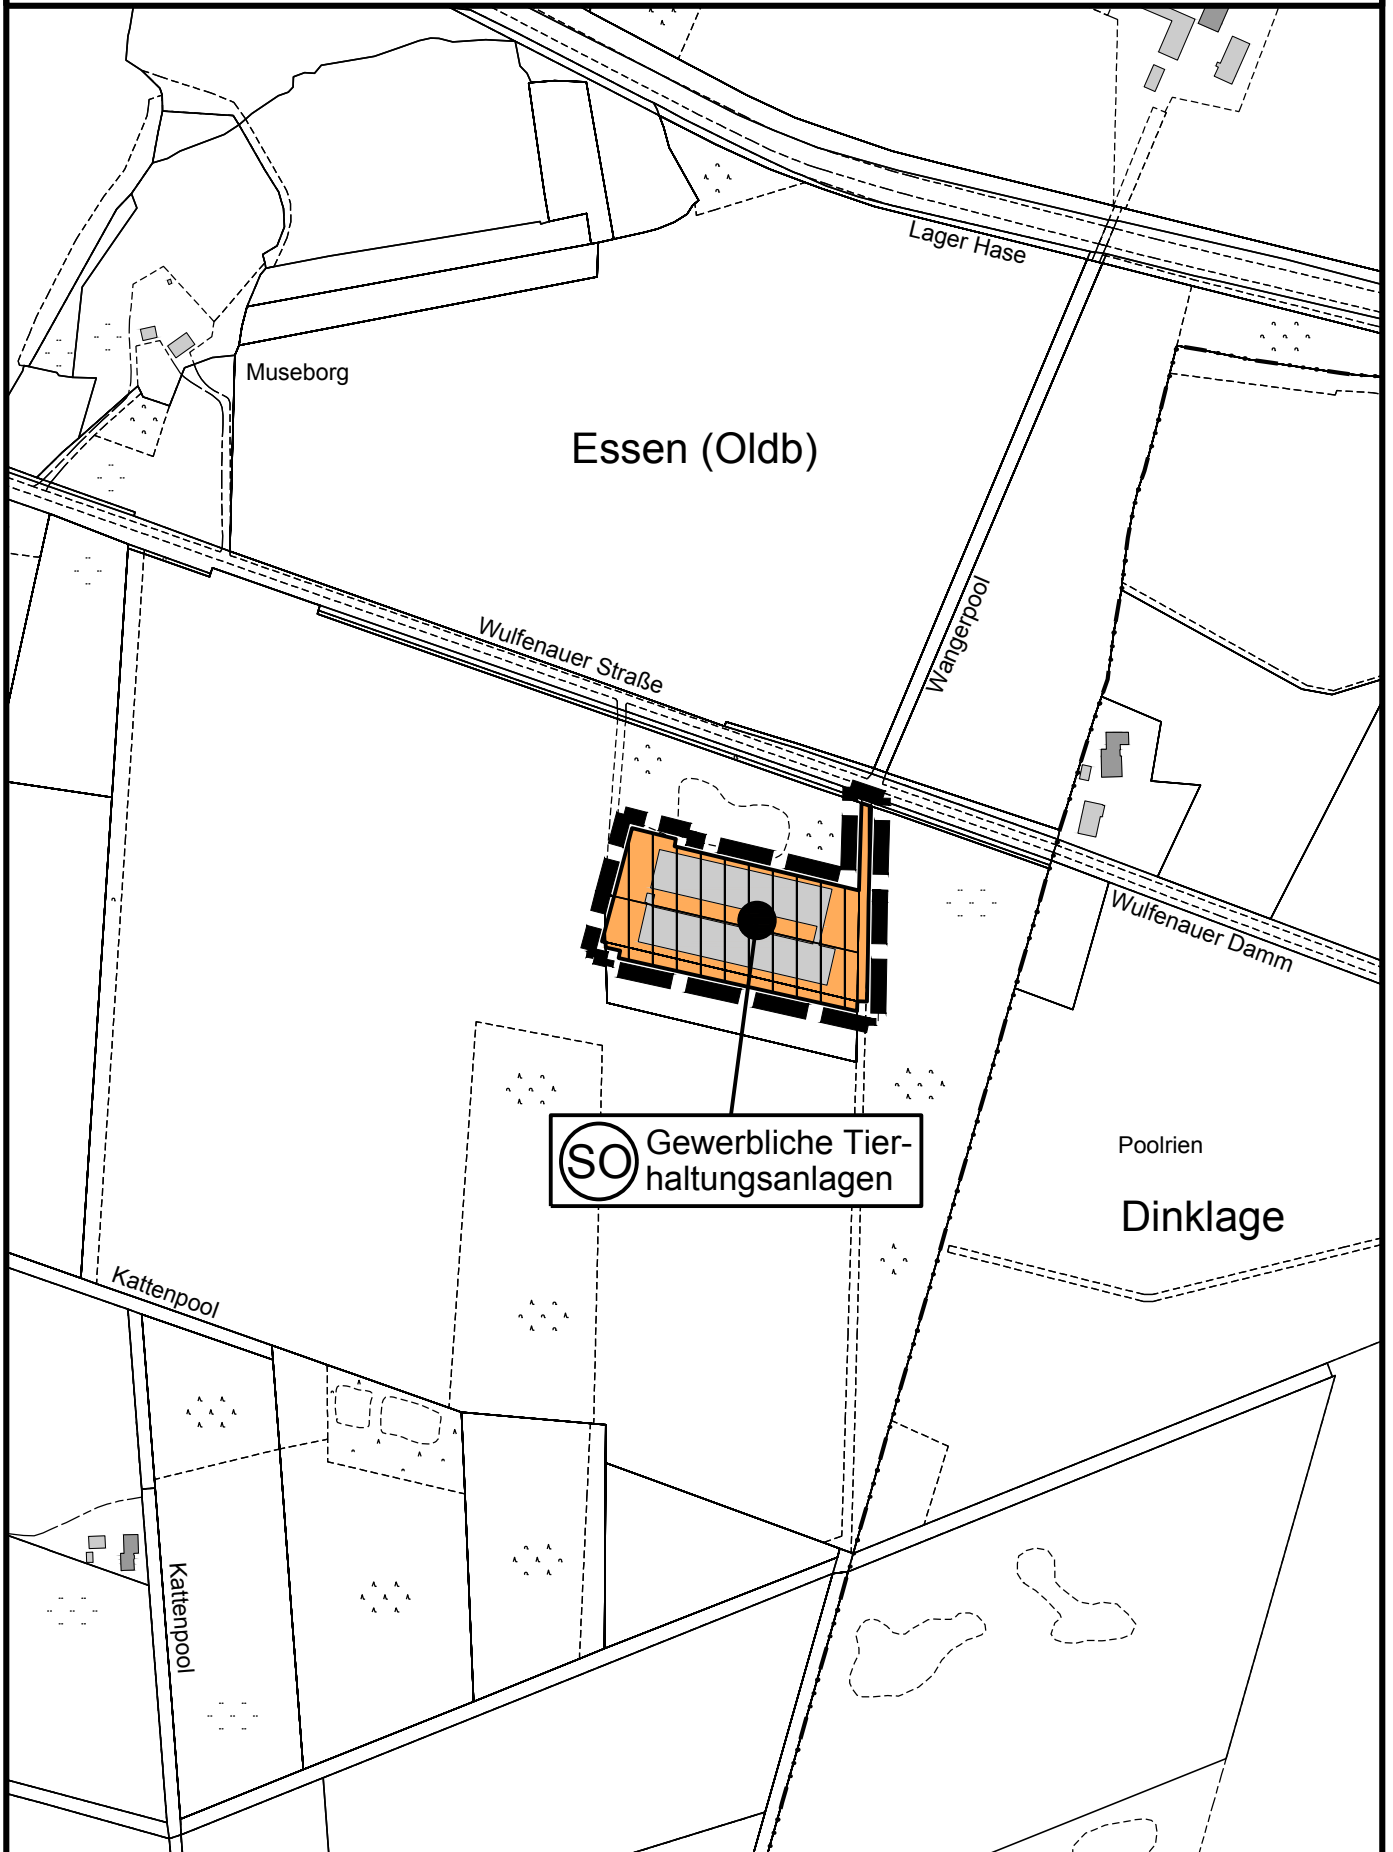 Lager Hase
Museborg
Essen (Oldb)
Wangerpool
Wulfenauer Straße
Wulfenauer Damm
SO
Gewerbliche Tier-
haltungsanlagen
Poolrien
Dinklage
Kattenpool
Kattenpool